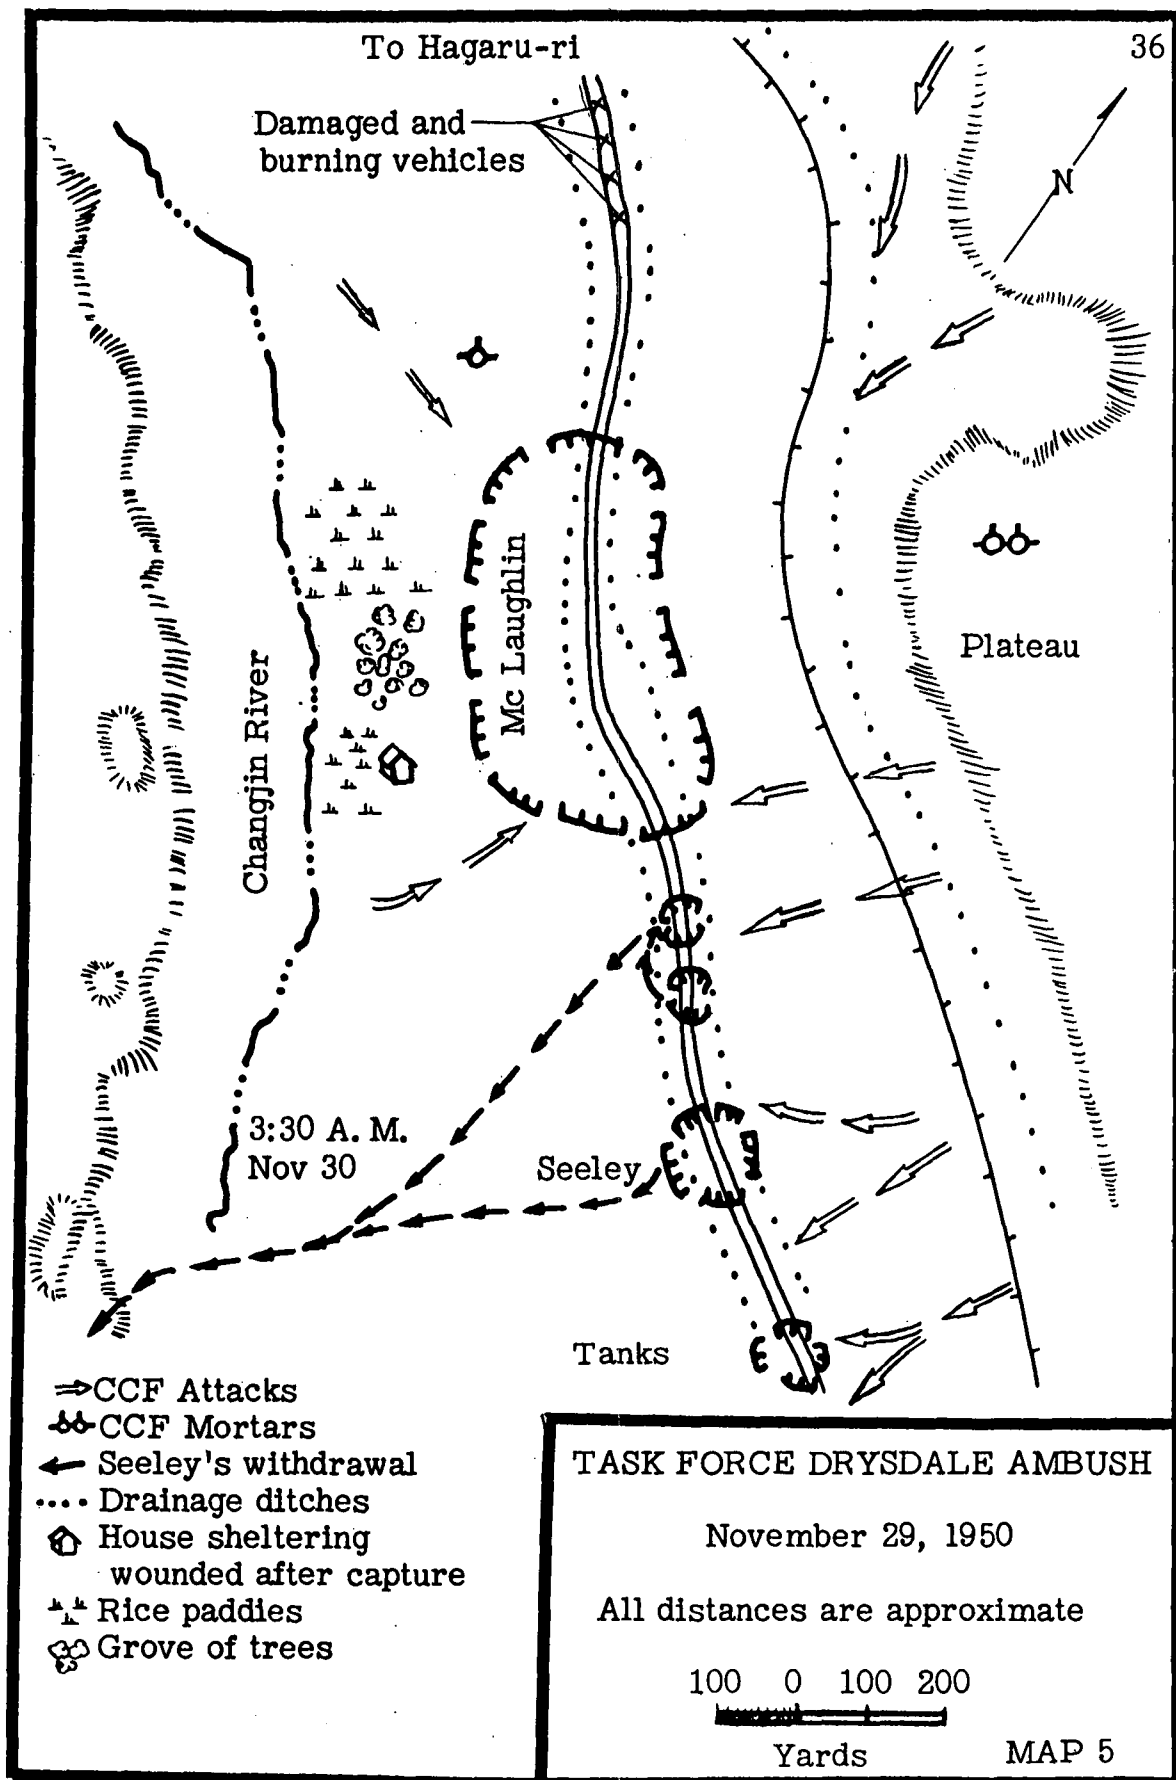 To Hagaru-ri
36
Damaged and
burning vehicles
N
Mc Laughlin
Plateau
Changjin River
3:30 A. M.
Nov 30
Seeley
Tanks
CCF Attacks
CCF Mortars
Seeley's withdrawal
Drainage ditches
House sheltering
wounded after capture
Rice paddies
Grove of trees
TASK FORCE DRYSDALE AMBUSH
November 29, 1950
All distances are approximate
100 0 100 200
Yards
MAP 5